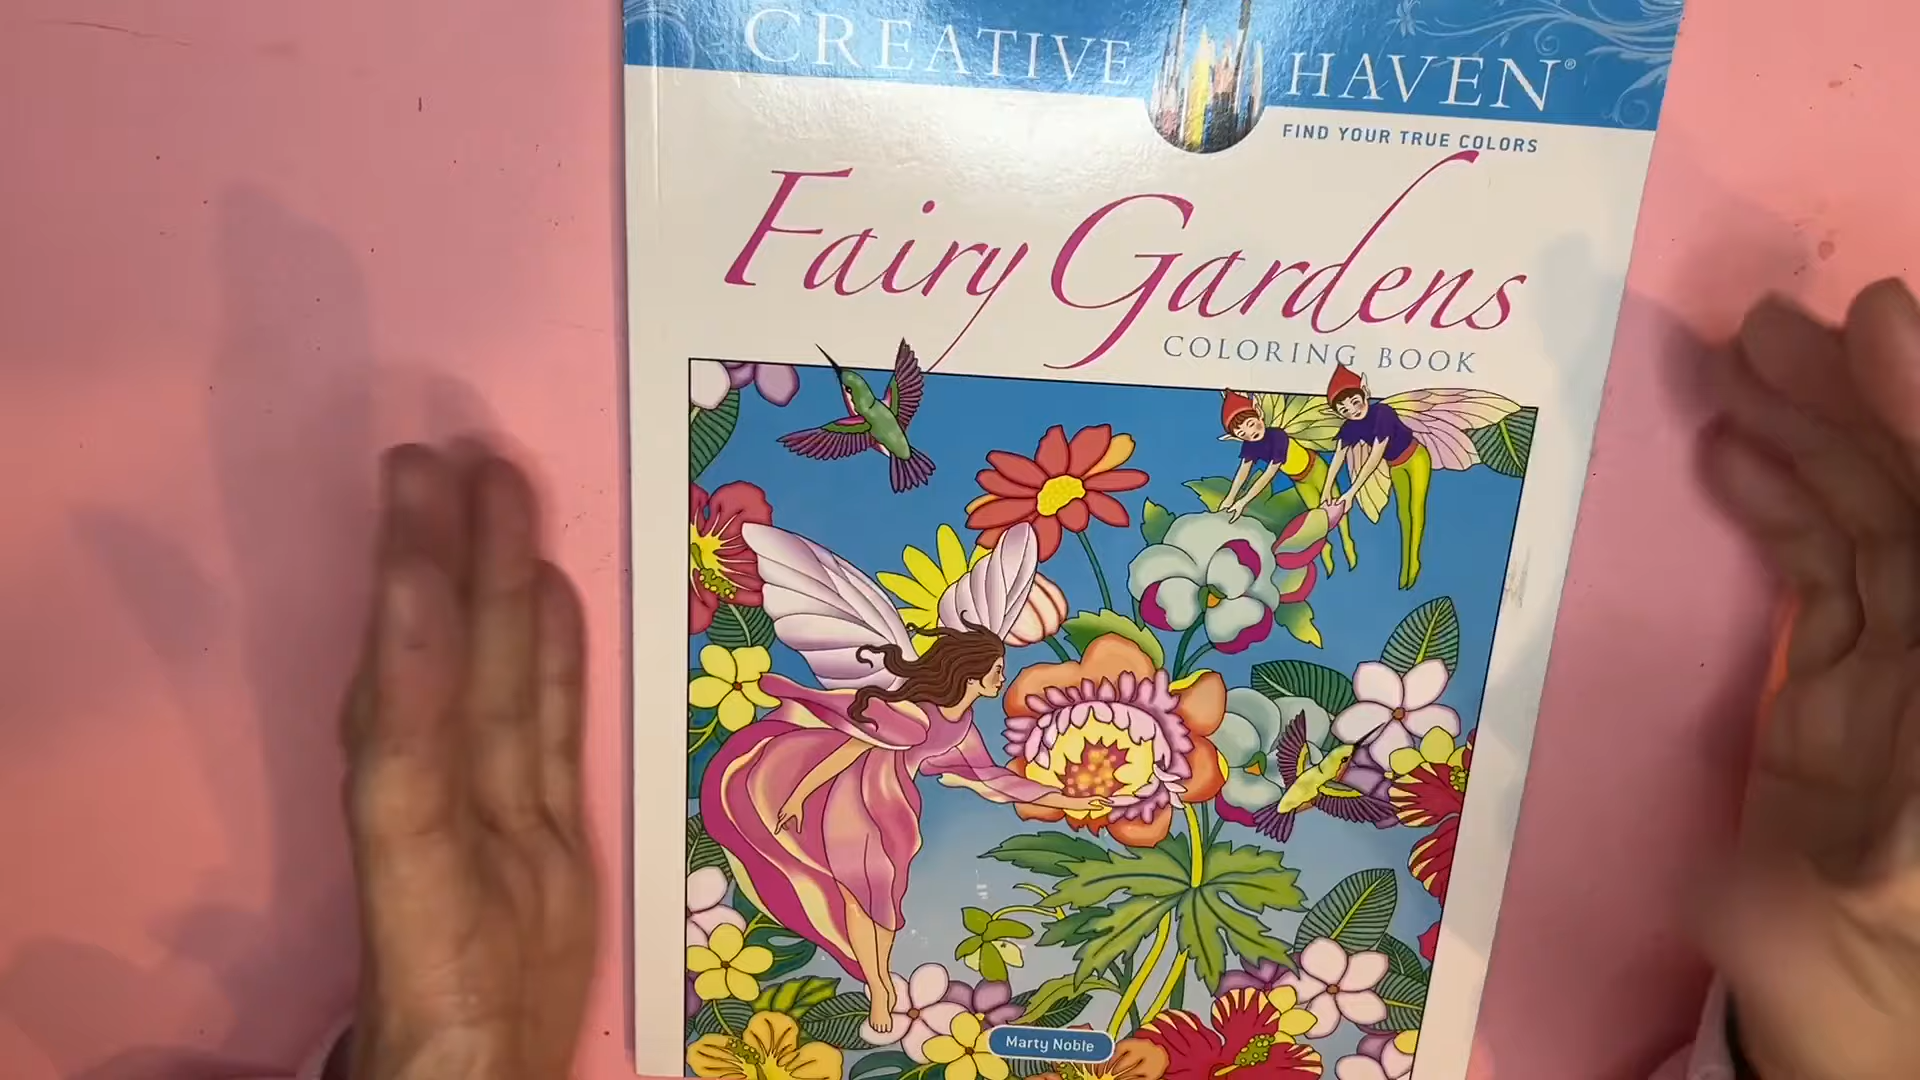 CREATIVE HAVEN®
FIND YOUR TRUE COLORS
Fairy Gardens
COLORING BOOK
Marty Noble